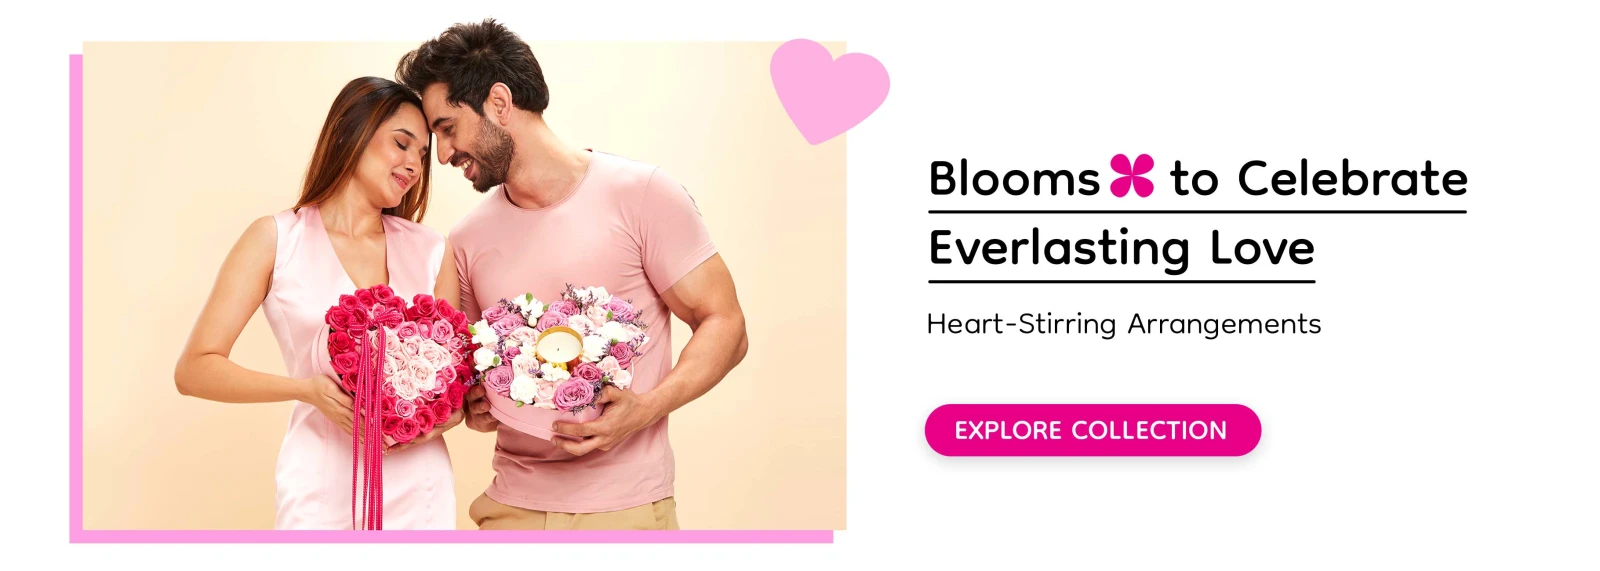 Blooms to Celebrate
Everlasting Love
Heart-Stirring Arrangements
EXPLORE COLLECTION